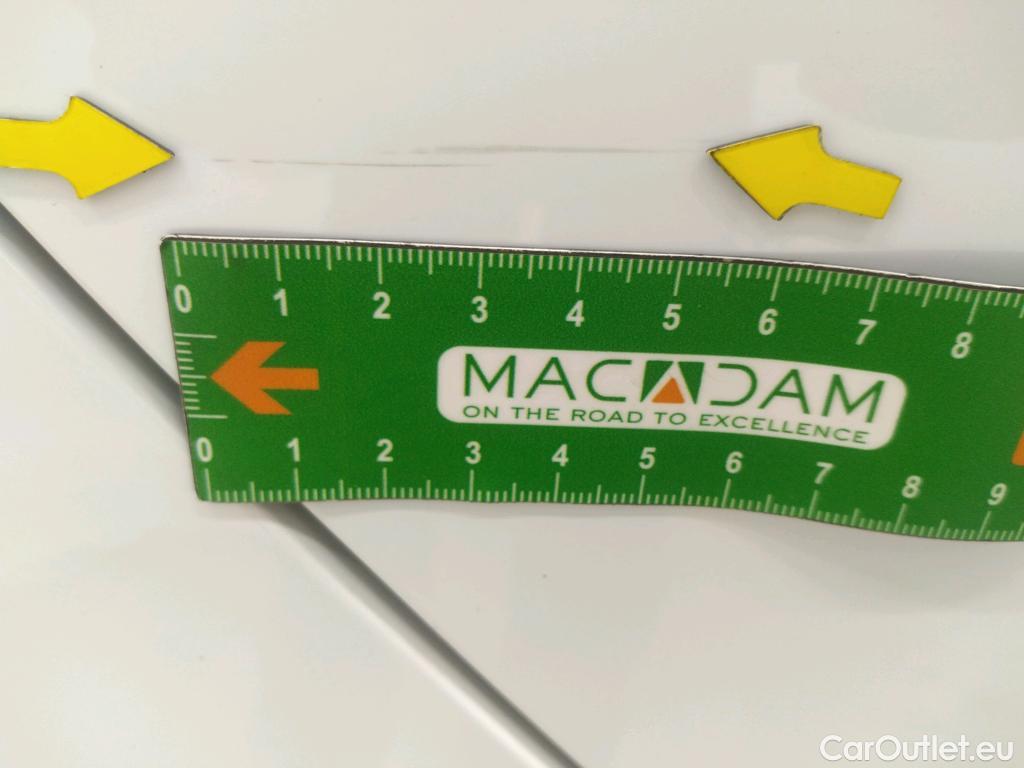 0 1 2 3 4 5 6 7 8
MACADAM
ON THE ROAD TO EXCELLENCE
0 1 2 3 4 5 6 7 8 9
CarOutlet.eu